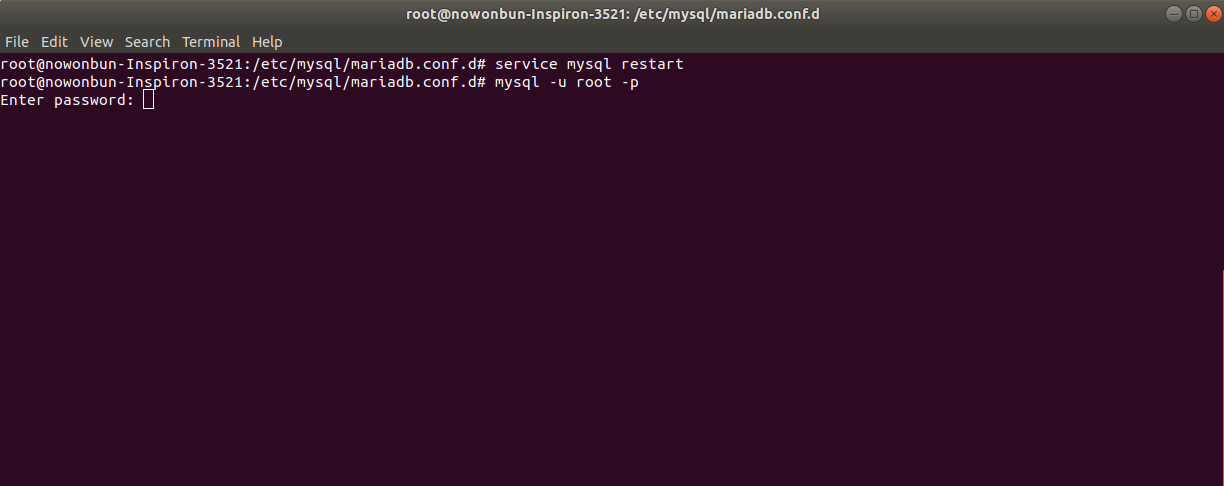 root@nowonbun-Inspiron-3521: /etc/mysql/mariadb.conf.d
File Edit View Search Terminal Help
root@nowonbun-Inspiron-3521:/etc/mysql/mariadb.conf.d# service mysql restart
root@nowonbun-Inspiron-3521:/etc/mysql/mariadb.conf.d# mysql -u root -p
Enter password: